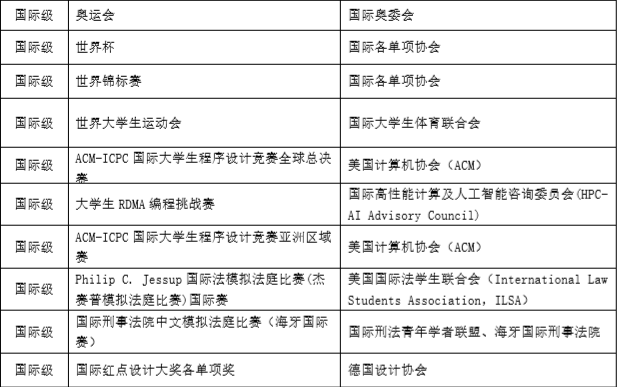 国际级 奥运会 国际奥委会
国际级 世界杯 国际各单项协会
国际级 世界锦标赛 国际各单项协会
国际级 世界大学生运动会 国际大学生体育联合会
国际级 ACM-ICPC 国际大学生程序设计竞赛全球总决
赛 美国计算机协会（ACM）
国际级 大学生 RDMA 编程挑战赛 国际高性能计算及人工智能咨询委员会(HPC-
AI Advisory Council)
国际级 ACM-ICPC 国际大学生程序设计竞赛亚洲区域
赛 美国计算机协会（ACM）
国际级 Philip C. Jessup 国际法模拟法庭比赛(杰
赛普模拟法庭比赛)国际赛 美国国际法学生联合会（International Law
Students Association，ILSA）
国际级 国际刑事法院中文模拟法庭比赛（海牙国际
赛） 国际刑法青年学者联盟、海牙国际刑事法院
国际级 国际红点设计大奖各单项奖 德国设计协会